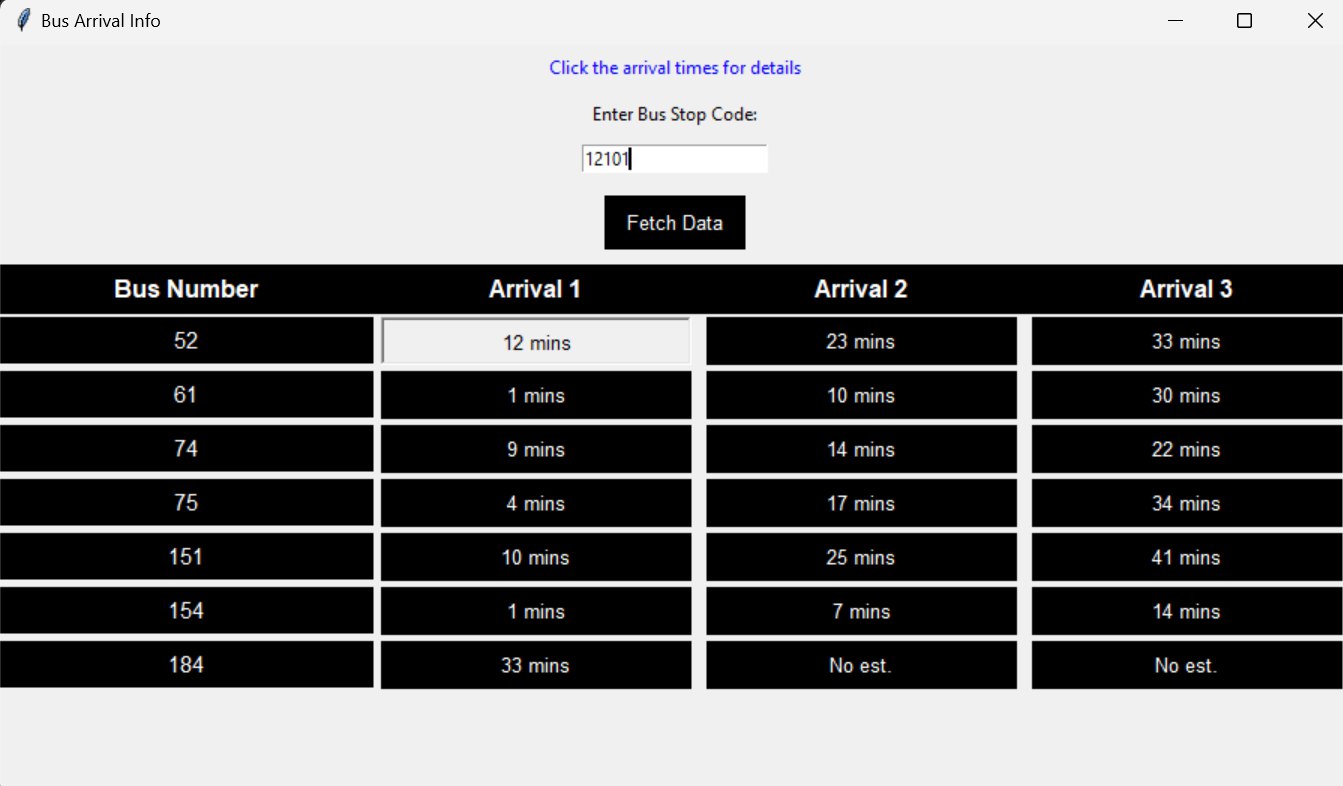 Bus Arrival Info
Click the arrival times for details
Enter Bus Stop Code:
12101
Fetch Data
Bus Number Arrival 1 Arrival 2 Arrival 3
52 12 mins 23 mins 33 mins
61 1 mins 10 mins 30 mins
74 9 mins 14 mins 22 mins
75 4 mins 17 mins 34 mins
151 10 mins 25 mins 41 mins
154 1 mins 7 mins 14 mins
184 33 mins No est. No est.